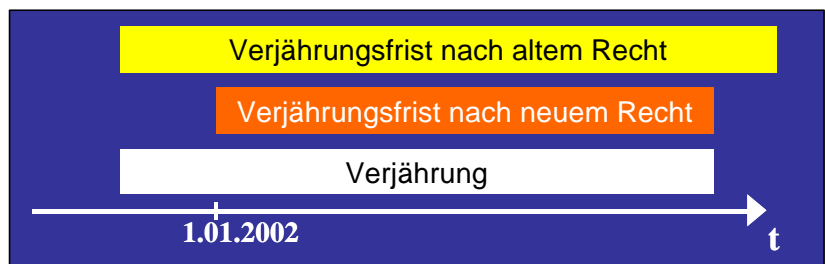 Verjährungsfrist nach altem Recht
Verjährungsfrist nach neuem Recht
Verjährung
1.01.2002
t